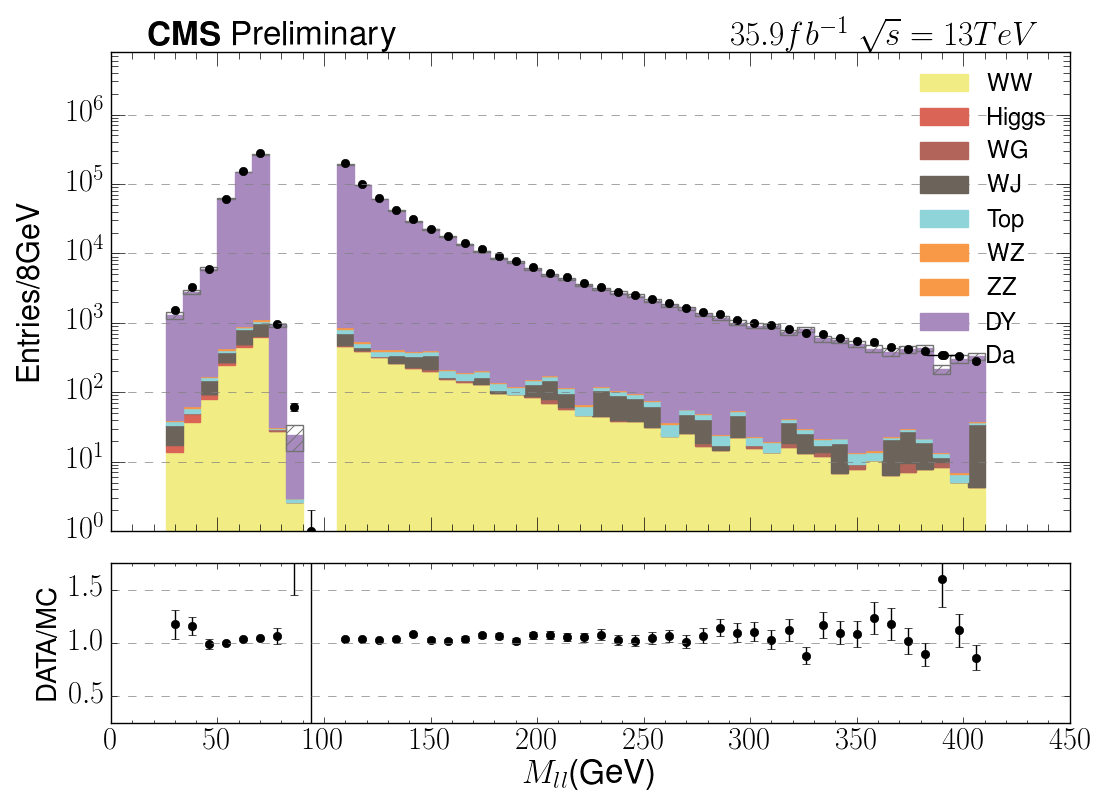 CMS Preliminary
35.9fb⁻¹ √s = 13TeV
Entries/8GeV
10⁶
10⁵
10⁴
10³
10²
10¹
10⁰
WW
Higgs
WG
WJ
Top
WZ
ZZ
DY
Da
DATA/MC
1.5
1.0
0.5
0 50 100 150 200 250 300 350 400 450
M_{ll}(GeV)